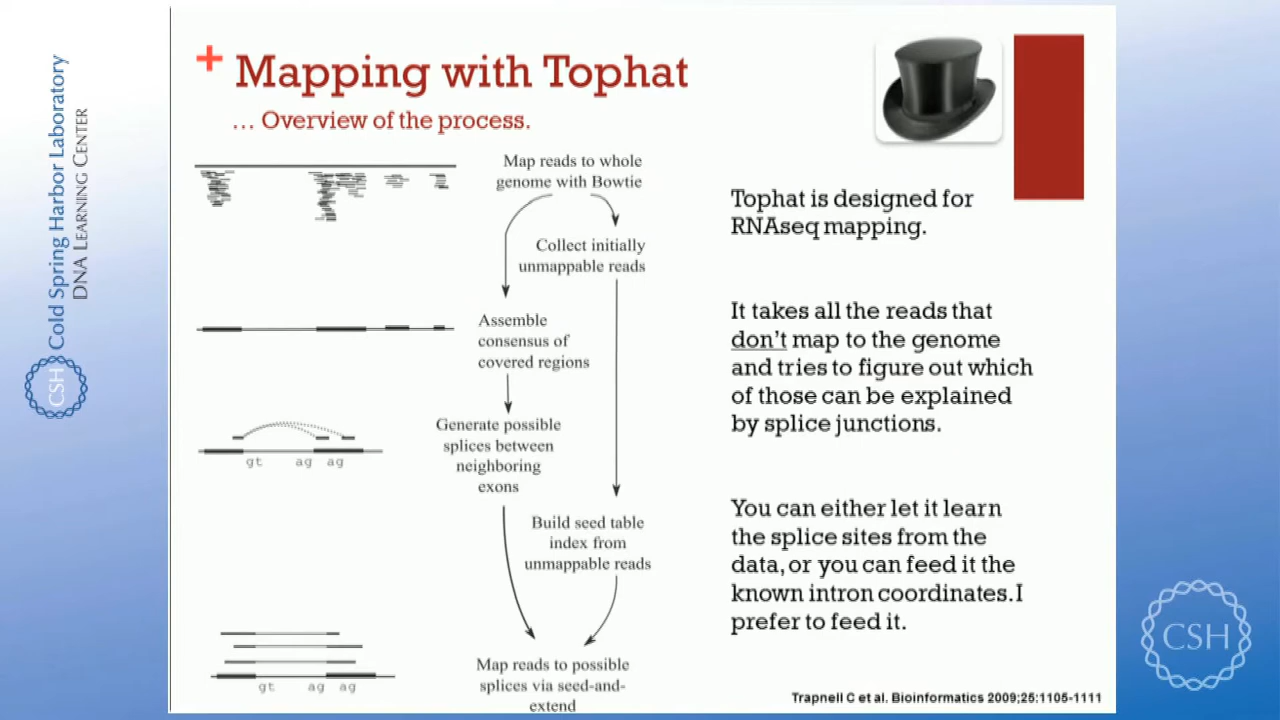 Cold Spring Harbor Laboratory
DNA LEARNING CENTER
CSH
+ Mapping with Tophat
… Overview of the process.
Map reads to whole
genome with Bowtie
Collect initially
unmappable reads
Assemble
consensus of
covered regions
Generate possible
splices between
neighboring
exons
gt ag ag
Build seed table
index from
unmappable reads
Map reads to possible
splices via seed-and-
extend
gt ag ag
Tophat is designed for
RNAseq mapping.
It takes all the reads that
don't map to the genome
and tries to figure out which
of those can be explained
by splice junctions.
You can either let it learn
the splice sites from the
data, or you can feed it the
known intron coordinates. I
prefer to feed it.
Trapnell C et al. Bioinformatics 2009;25:1105-1111
CSH